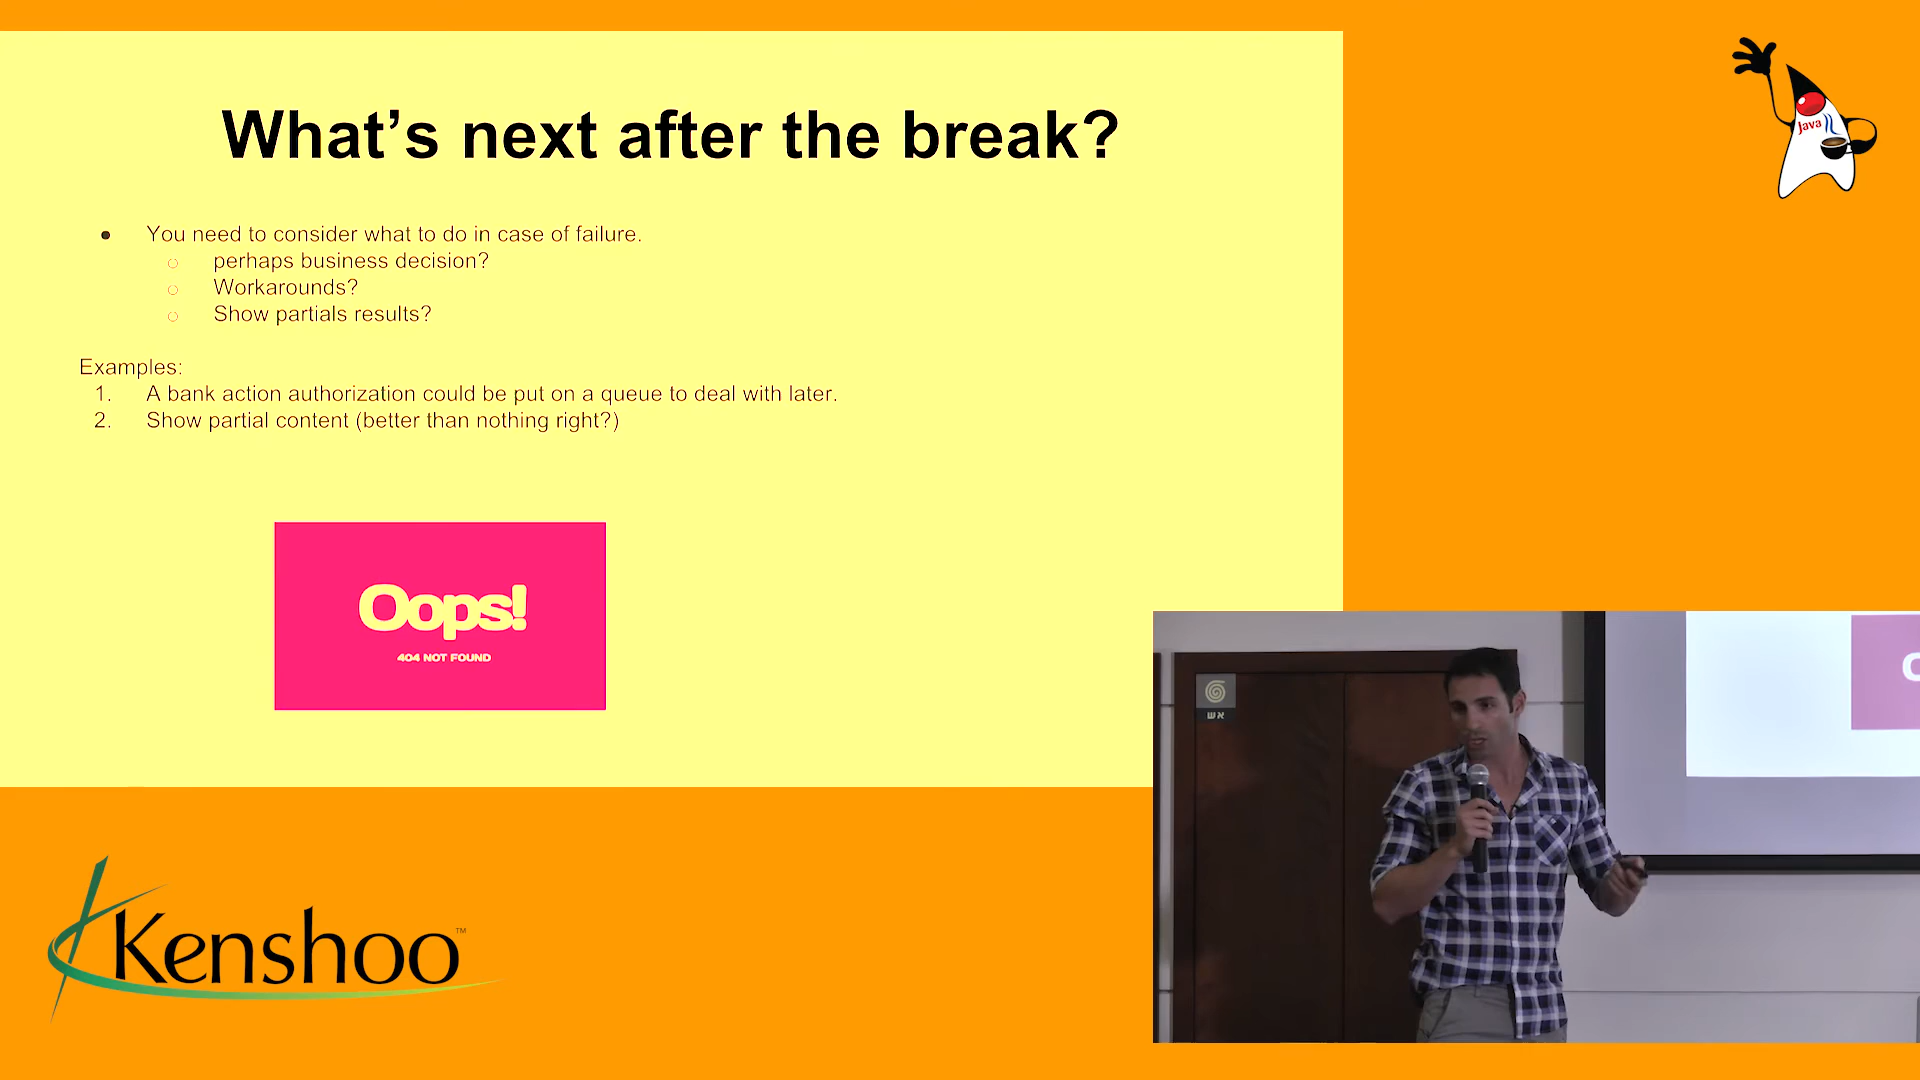 What's next after the break?
● You need to consider what to do in case of failure.
○ perhaps business decision?
○ Workarounds?
○ Show partials results?
Examples:
1. A bank action authorization could be put on a queue to deal with later.
2. Show partial content (better than nothing right?)
Oops!
404 NOT FOUND
Java
Kenshoo™
אש
O